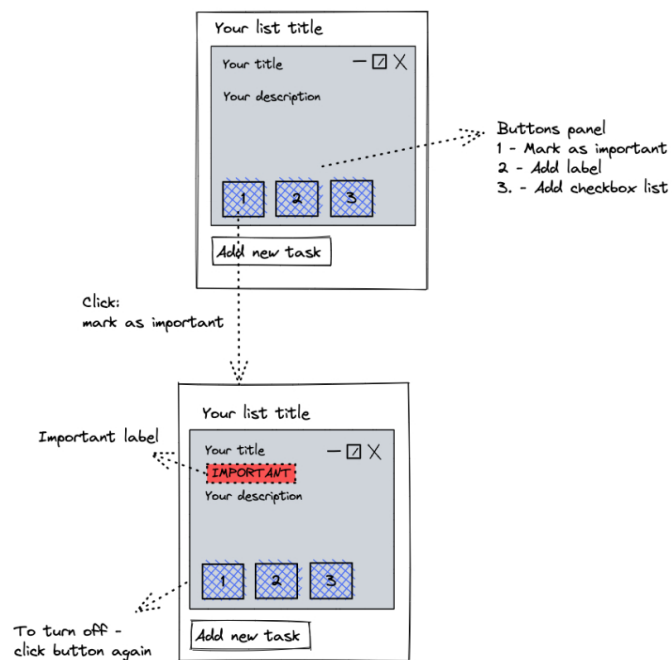 Your list title
Your title
Your description
1
2
3
Add new task
Buttons panel
1 - Mark as important
2 - Add label
3. - Add checkbox list
Click:
mark as important
Your list title
Important label
Your title
IMPORTANT
Your description
1
2
3
Add new task
To turn off -
click button again